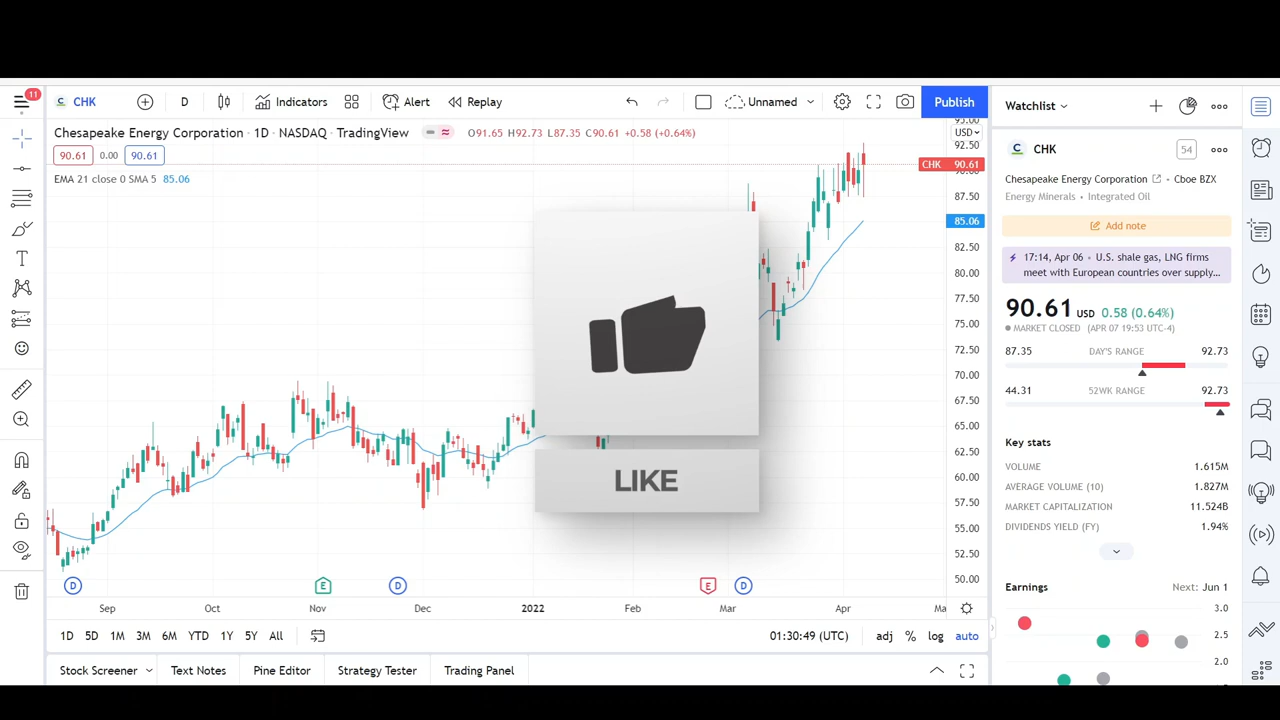 11
CHK
D
Indicators
Alert
Replay
Unnamed
Publish
Chesapeake Energy Corporation · 1D · NASDAQ · TradingView
O91.65 H92.73 L87.35 C90.61 +0.58 (+0.64%)
90.61 0.00 90.61
EMA 21 close 0 SMA 5 85.06
95.00
USD
92.50
CHK 90.61
90.00
87.50
85.06
82.50
80.00
77.50
75.00
72.50
70.00
67.50
65.00
62.50
60.00
57.50
55.00
52.50
50.00
LIKE
D
E
D
E
D
Sep
Oct
Nov
Dec
2022
Feb
Mar
Apr
Ma
1D 5D 1M 3M 6M YTD 1Y 5Y All
01:30:49 (UTC)
adj % log auto
Stock Screener
Text Notes
Pine Editor
Strategy Tester
Trading Panel
Watchlist
CHK
54
Chesapeake Energy Corporation • Cboe BZX
Energy Minerals • Integrated Oil
Add note
17:14, Apr 06 • U.S. shale gas, LNG firms
meet with European countries over supply...
90.61 USD 0.58 (0.64%)
MARKET CLOSED (APR 07 19:53 UTC-4)
87.35 DAY'S RANGE 92.73
44.31 52WK RANGE 92.73
Key stats
VOLUME 1.615M
AVERAGE VOLUME (10) 1.827M
MARKET CAPITALIZATION 11.524B
DIVIDENDS YIELD (FY) 1.94%
Earnings Next: Jun 1
3.0
2.5
2.0